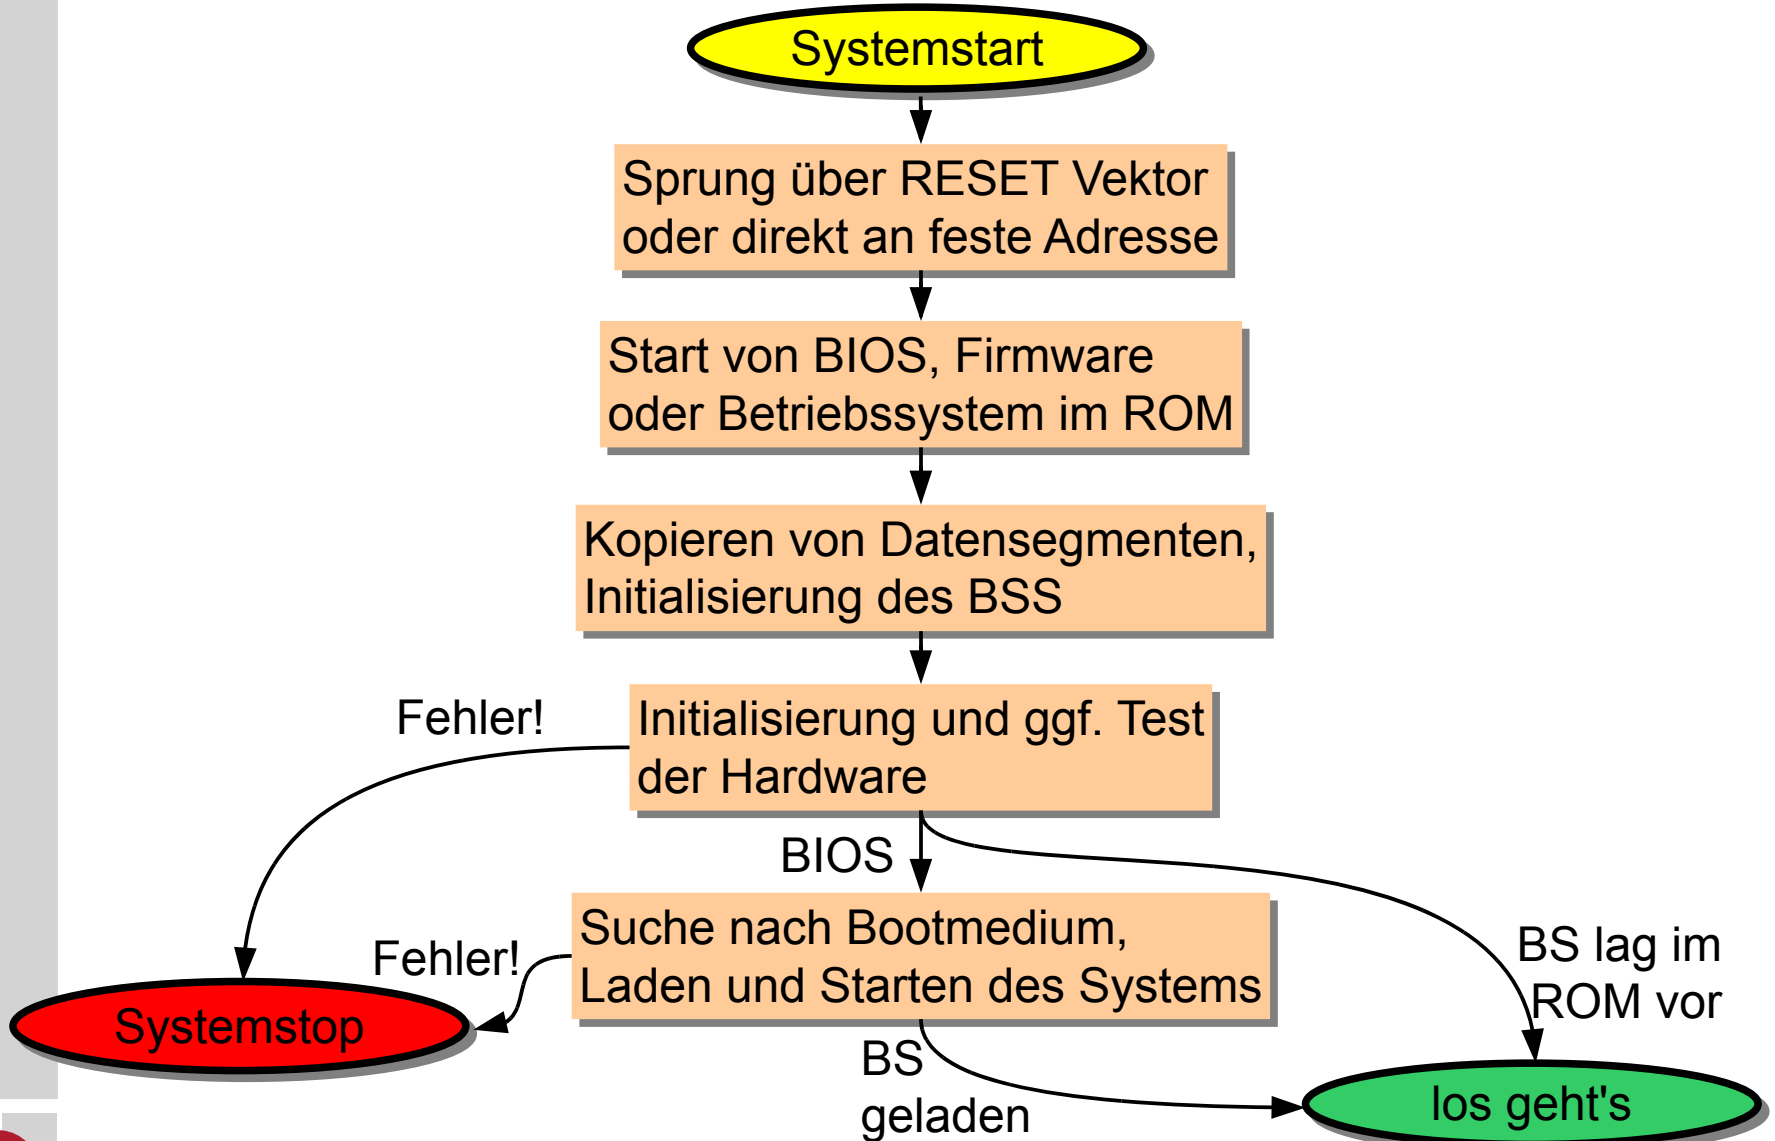 Systemstart
Sprung über RESET Vektor
oder direkt an feste Adresse
Start von BIOS, Firmware
oder Betriebssystem im ROM
Kopieren von Datensegmenten,
Initialisierung des BSS
Fehler!
Initialisierung und ggf. Test
der Hardware
BIOS
Fehler!
Suche nach Bootmedium,
Laden und Starten des Systems
BS lag im
ROM vor
Systemstop
BS
geladen
los geht's